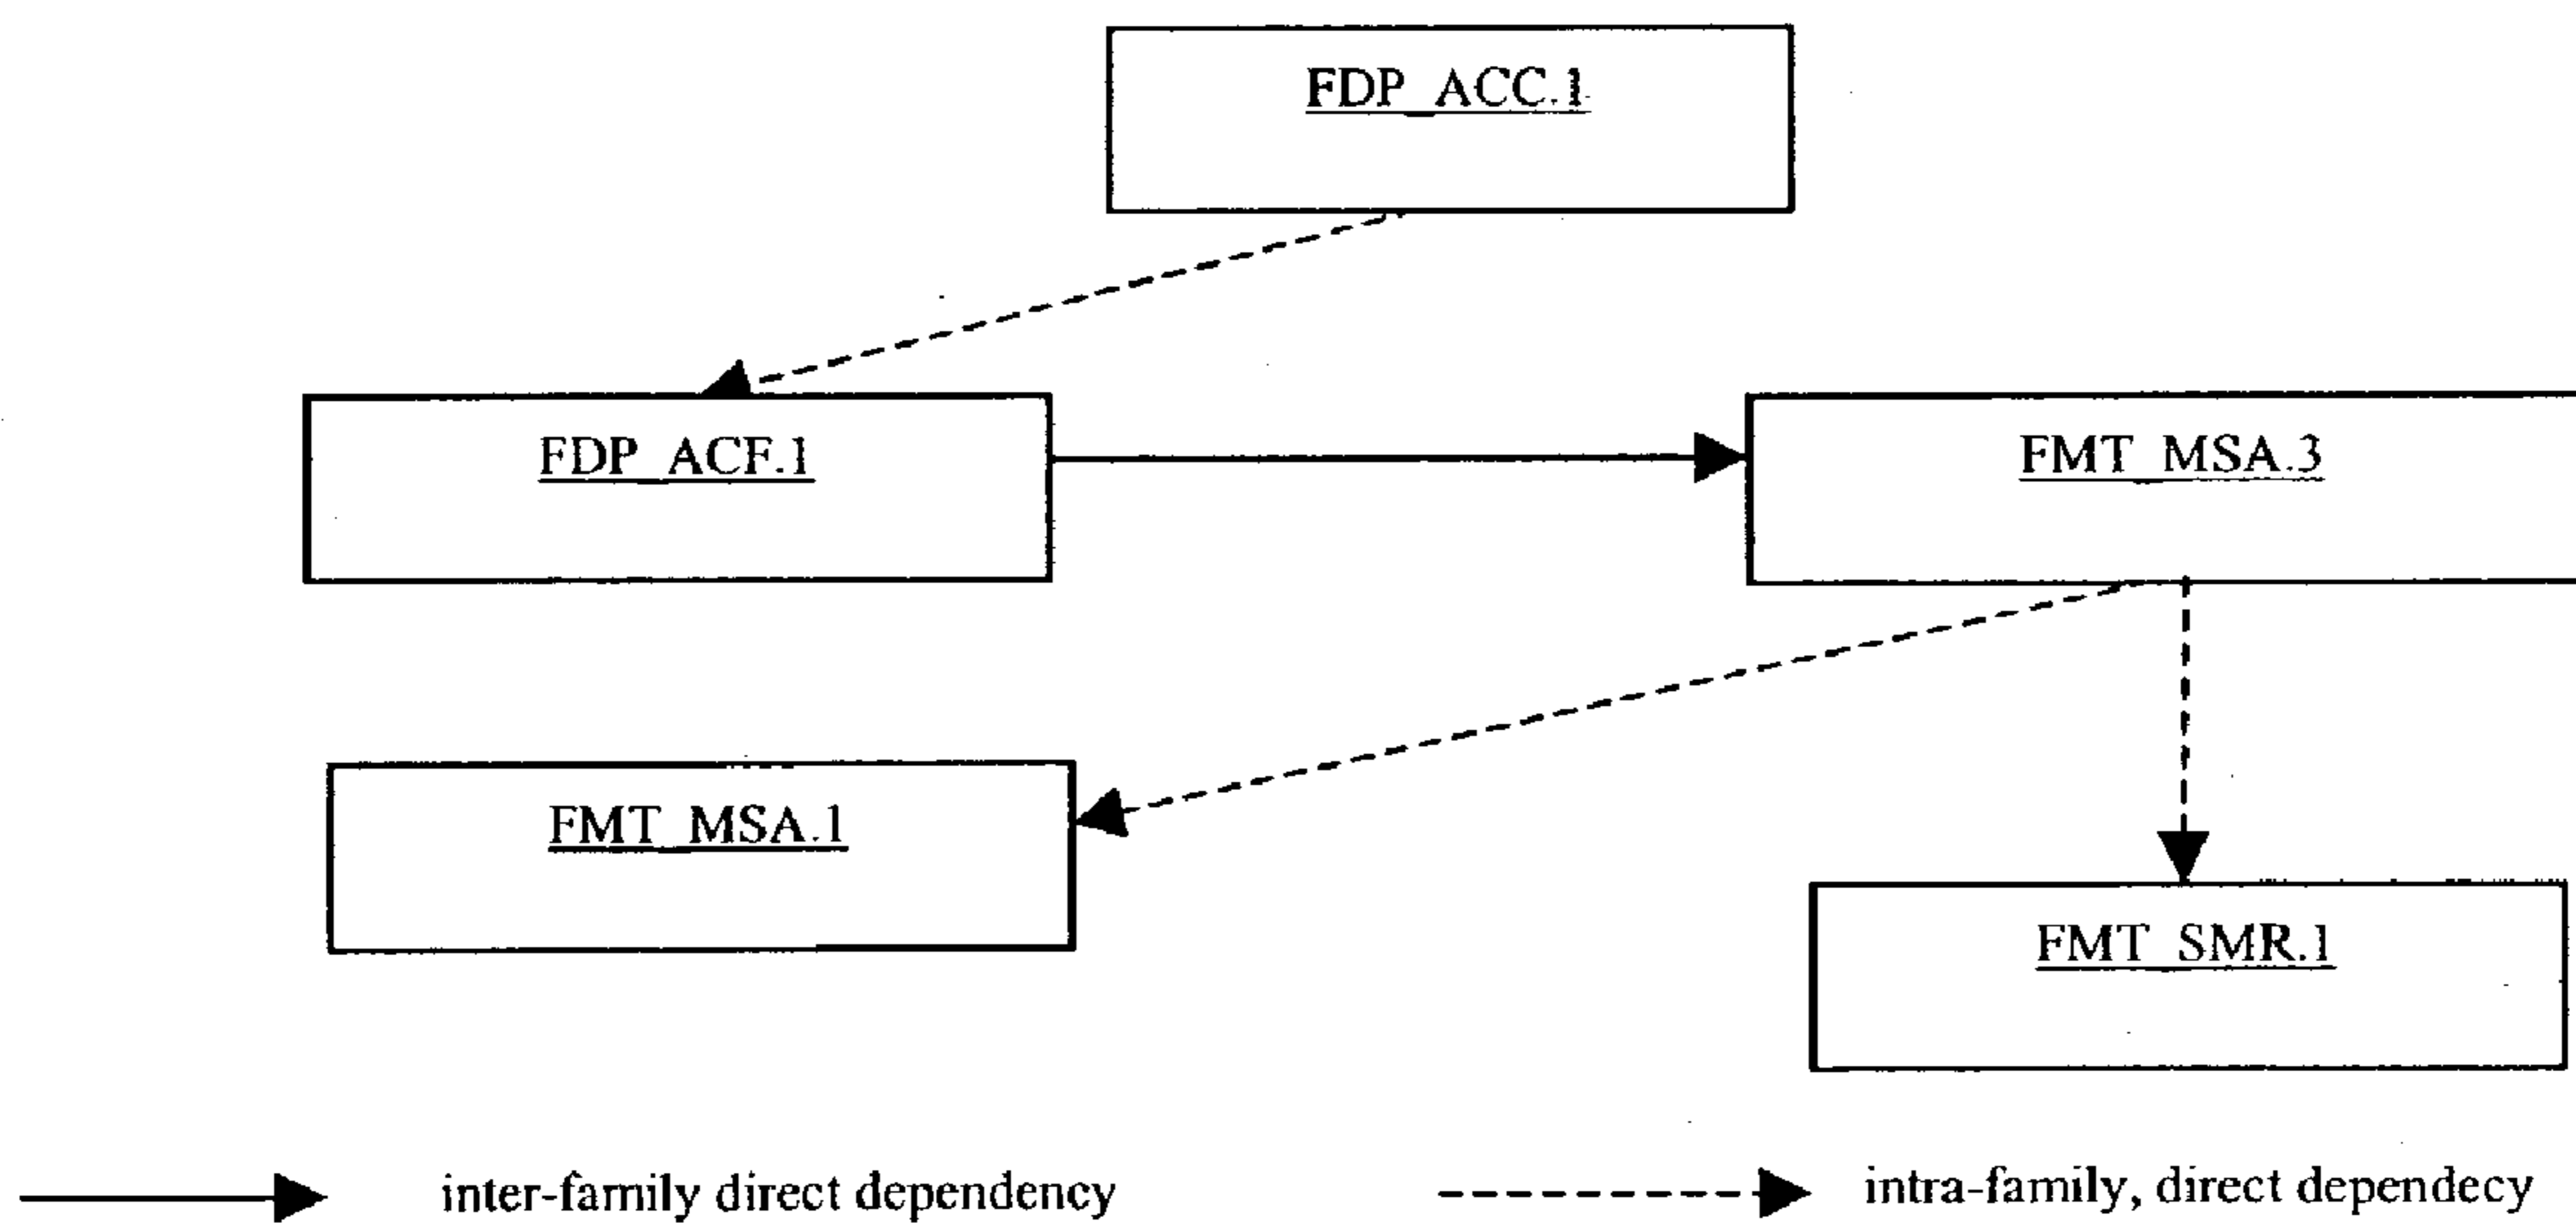 FDP_ACC.1
FDP_ACF.1
FMT_MSA.3
FMT_MSA.1
FMT_SMR.1
inter-family direct dependency
intra-family, direct dependecy